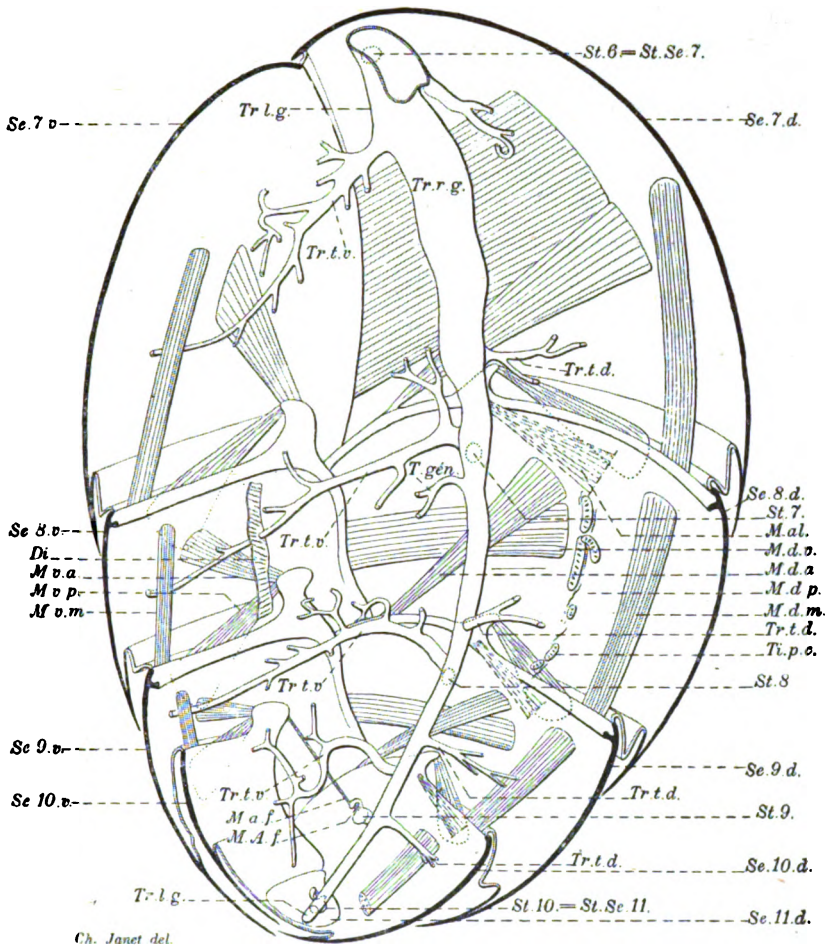 St.6.=St.Se.7.
Se.7.v
Tr.l.g.
Se.7.d.
Tr.r.g.
Tr.t.v.
Tr.t.d.
T.gén.
Se.8.d.
St.7.
Se 8.v.
Tr.t.v.
M.al.
Di.
M.d.v.
M v.a
M.d.a
M v p.
M.d p.
M v.m
M.d.m.
Tr.t.d.
Ti.p.c.
Tr t.v
St.8
Se 9.v.
Se.9.d.
Se 10.v.
Tr.t.v
Tr.t.d.
M a.f
St.9.
M.A.f.
Tr.t.d.
Se.10.d.
Tr.l.g.
St.10.=St.Se.11.
Se.11.d.
Ch. Janet del.